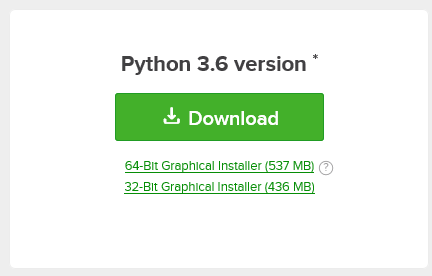 Python 3.6 version *
Download
64-Bit Graphical Installer (537 MB) ?
32-Bit Graphical Installer (436 MB)